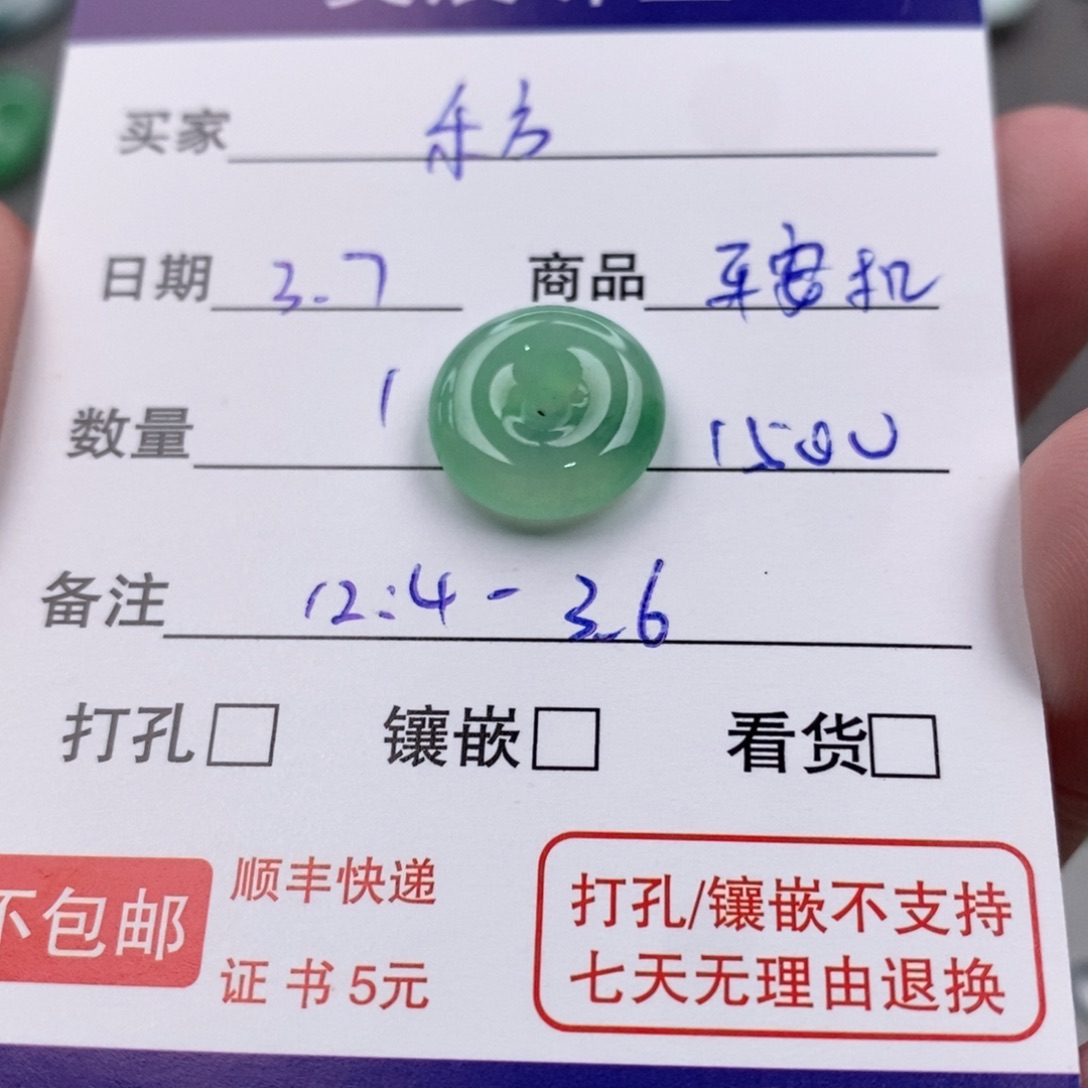 买家 乐方
日期 3.7 商品 平安扣
数量 1 1500
备注 12:4-3.6
打孔 镶嵌 看货
不包邮
顺丰快递
证书5元
打孔/镶嵌不支持
七天无理由退换